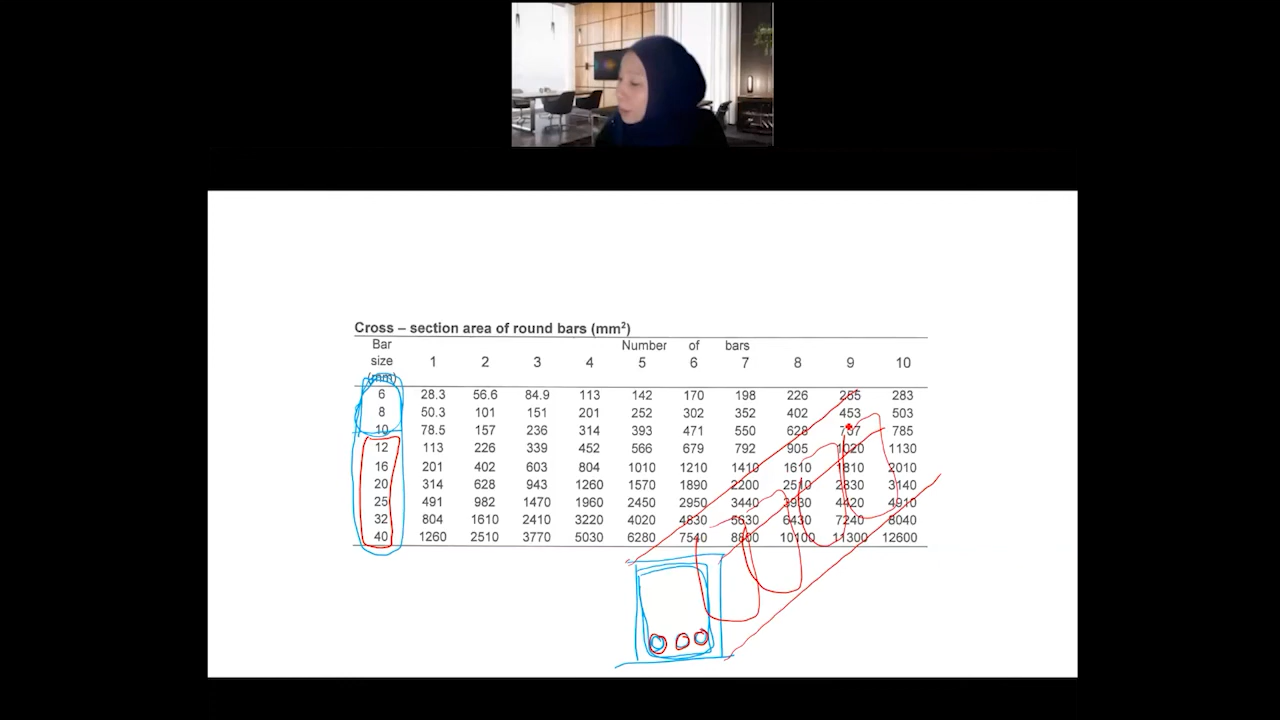 Cross – section area of round bars (mm²)
Bar Number of bars
size 1 2 3 4 5 6 7 8 9 10
(mm)
6 28.3 56.6 84.9 113 142 170 198 226 255 283
8 50.3 101 151 201 252 302 352 402 453 503
10 78.5 157 236 314 393 471 550 628 707 785
12 113 226 339 452 566 679 792 905 1020 1130
16 201 402 603 804 1010 1210 1410 1610 1810 2010
20 314 628 943 1260 1570 1890 2200 2510 2830 3140
25 491 982 1470 1960 2450 2950 3440 3930 4420 4910
32 804 1610 2410 3220 4020 4830 5630 6430 7240 8040
40 1260 2510 3770 5030 6280 7540 8800 10100 11300 12600